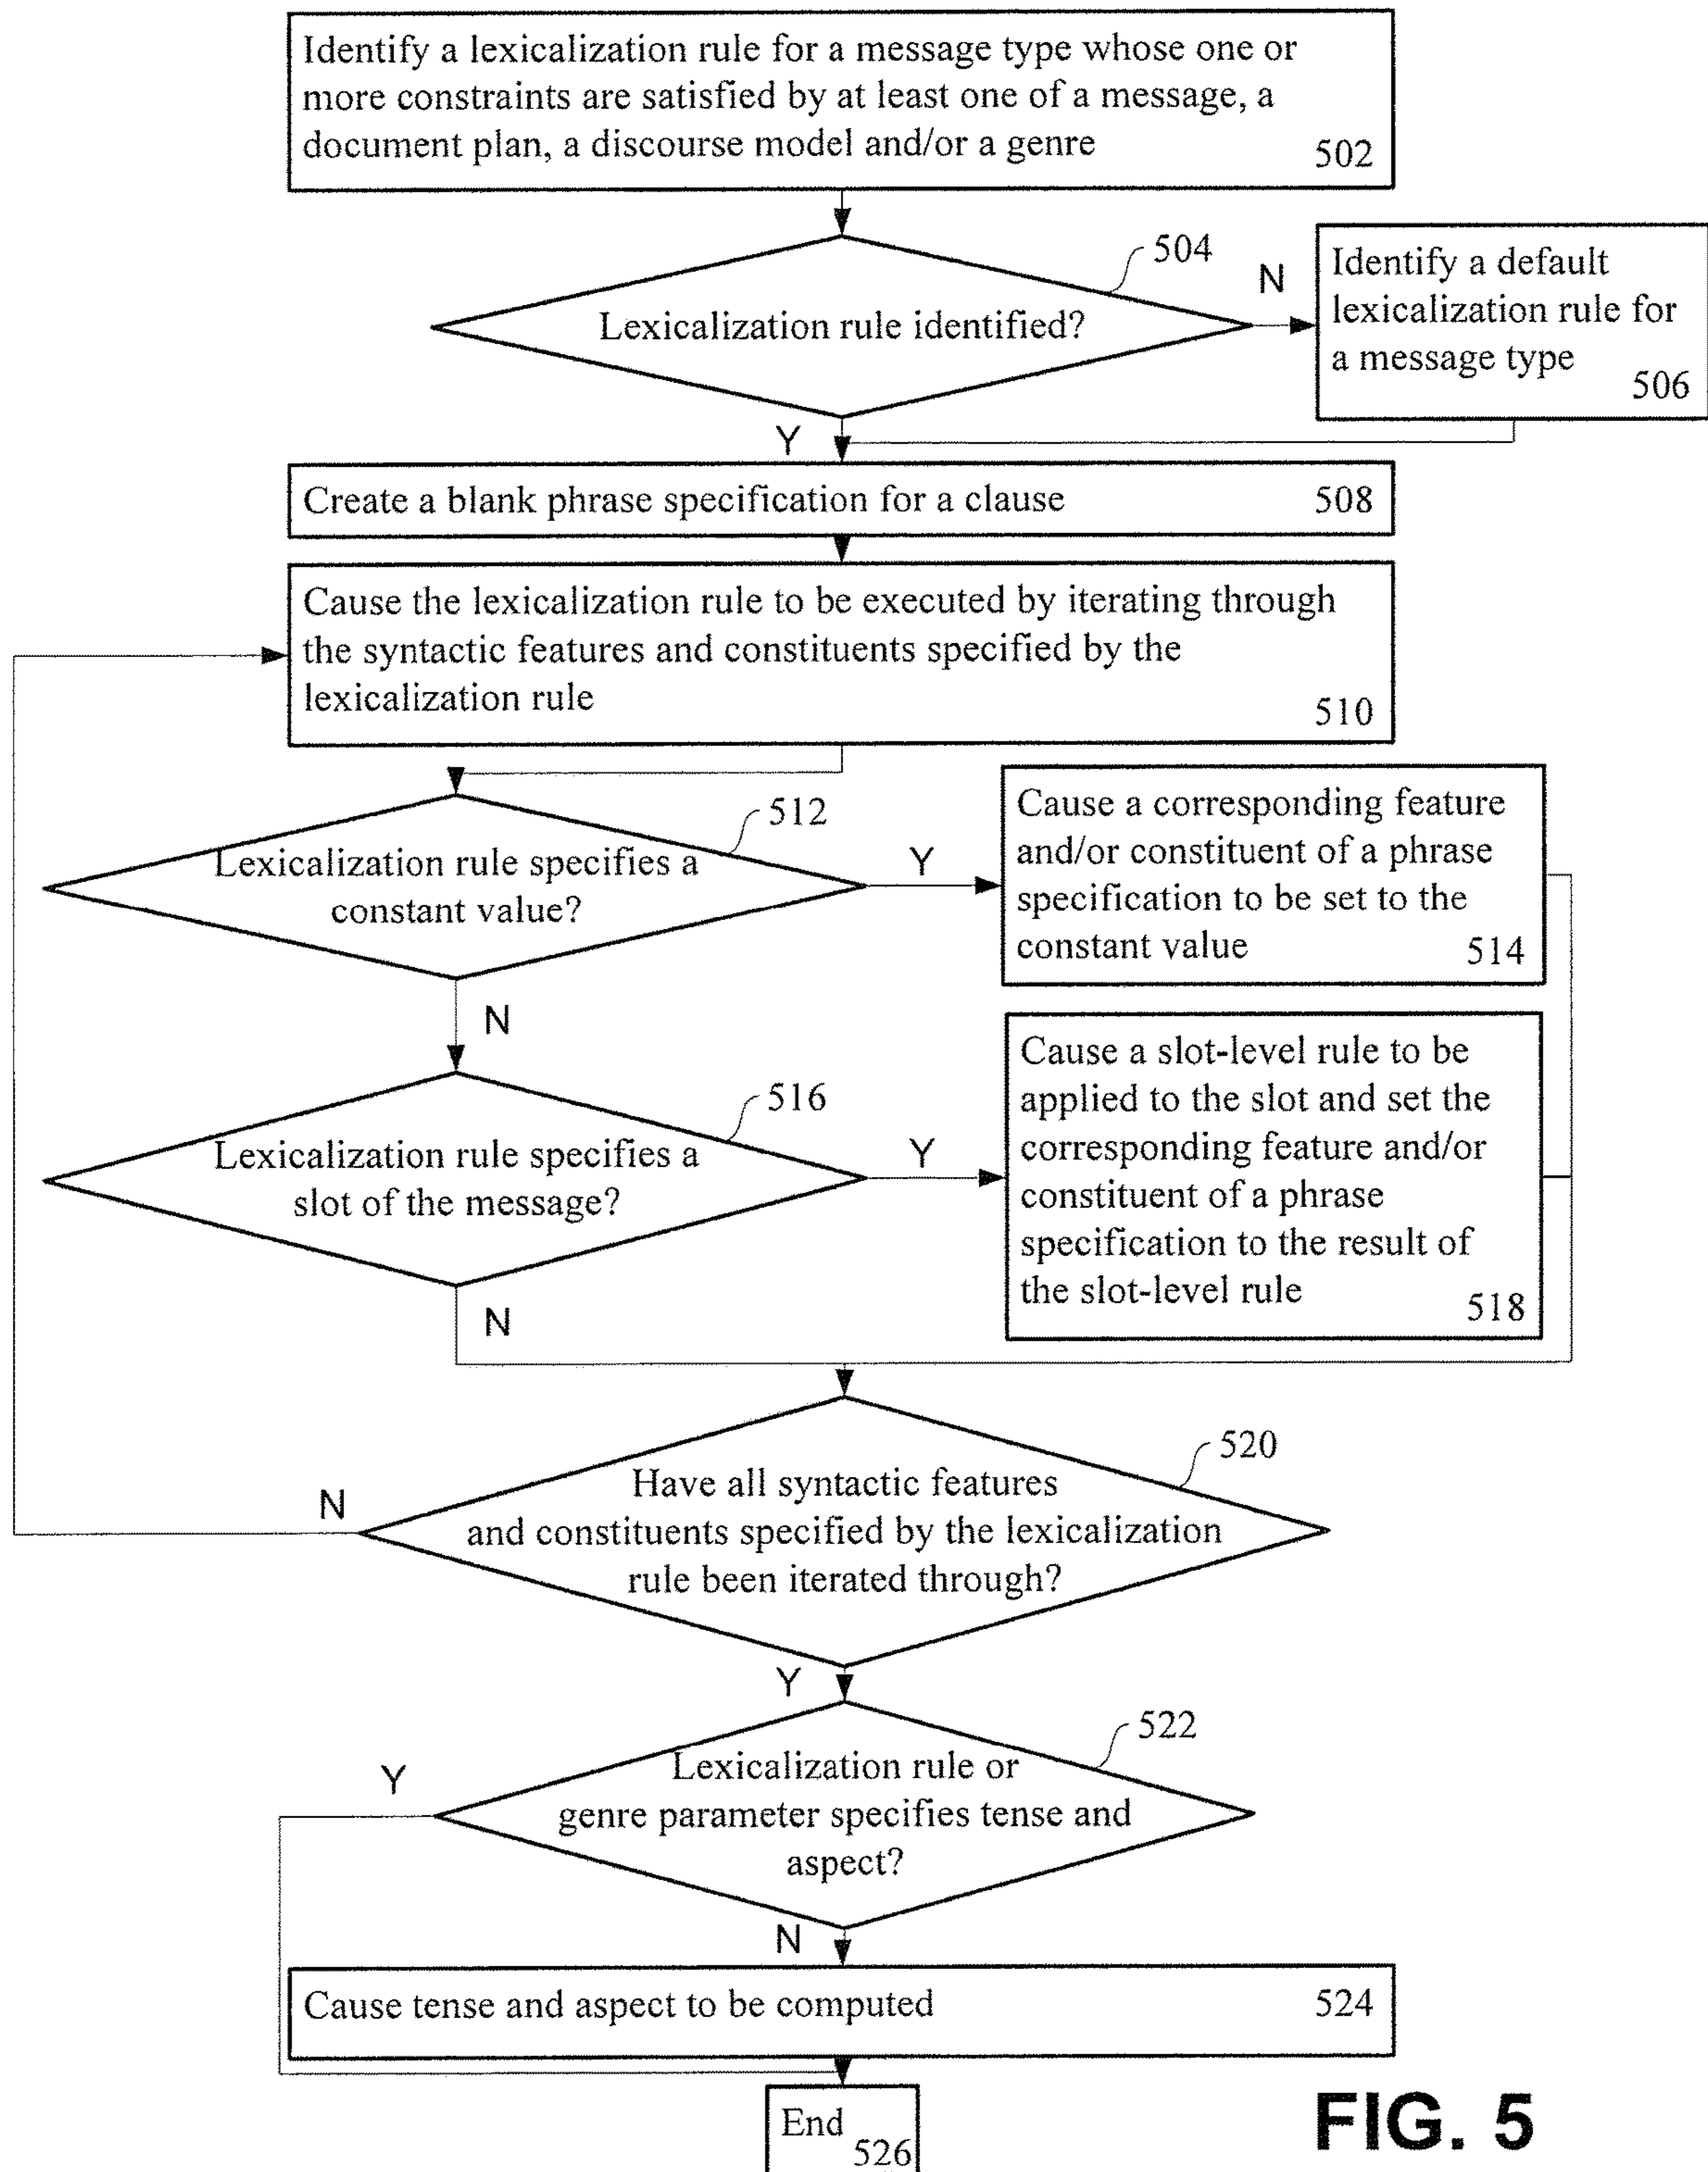 Identify a lexicalization rule for a message type whose one or
more constraints are satisfied by at least one of a message, a
document plan, a discourse model and/or a genre
502
504
Lexicalization rule identified?
N
Identify a default
lexicalization rule for
a message type
506
Y
Create a blank phrase specification for a clause
508
Cause the lexicalization rule to be executed by iterating through
the syntactic features and constituents specified by the
lexicalization rule
510
512
Lexicalization rule specifies a
constant value?
Y
Cause a corresponding feature
and/or constituent of a phrase
specification to be set to the
constant value
514
N
516
Lexicalization rule specifies a
slot of the message?
Y
Cause a slot-level rule to be
applied to the slot and set the
corresponding feature and/or
constituent of a phrase
specification to the result of
the slot-level rule
518
N
520
Have all syntactic features
and constituents specified by the lexicalization
rule been iterated through?
N
Y
522
Lexicalization rule or
genre parameter specifies tense and
aspect?
Y
N
Cause tense and aspect to be computed
524
End
526
FIG. 5